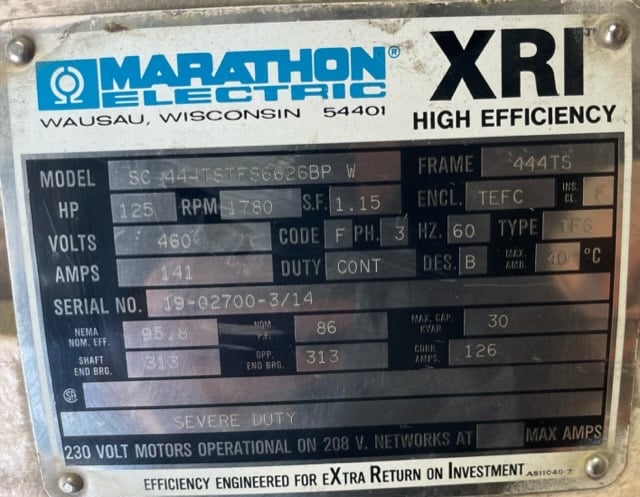 MARATHON®
ELECTRIC
WAUSAU, WISCONSIN 54401
XRI™
HIGH EFFICIENCY
MODEL SC 444TSTFS6626BP W FRAME 444TS
HP 125 RPM 1780 S.F. 1.15 ENCL. TEFC INS. CL. F
VOLTS 460 CODE F PH. 3 HZ. 60 TYPE TFS
AMPS 141 DUTY CONT DES. B MAX. AMB. 40 °C
SERIAL NO. 19-02700-3/14
NEMA NOM. EFF. 95.8 NOM. P.F. 86 MAX. CAP. KVAR 30
SHAFT END BRG. 313 OPP. END BRG. 313 CORR. AMPS. 126
SA
SEVERE DUTY
230 VOLT MOTORS OPERATIONAL ON 208 V. NETWORKS AT MAX AMPS
EFFICIENCY ENGINEERED FOR EXTRA RETURN ON INVESTMENT AS11040-7